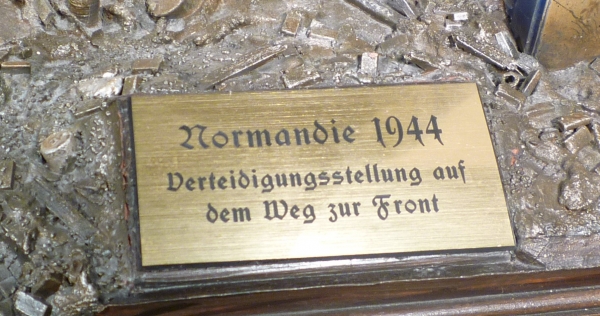 Normandie 1944
Verteidigungsstellung auf
dem Weg zur Front